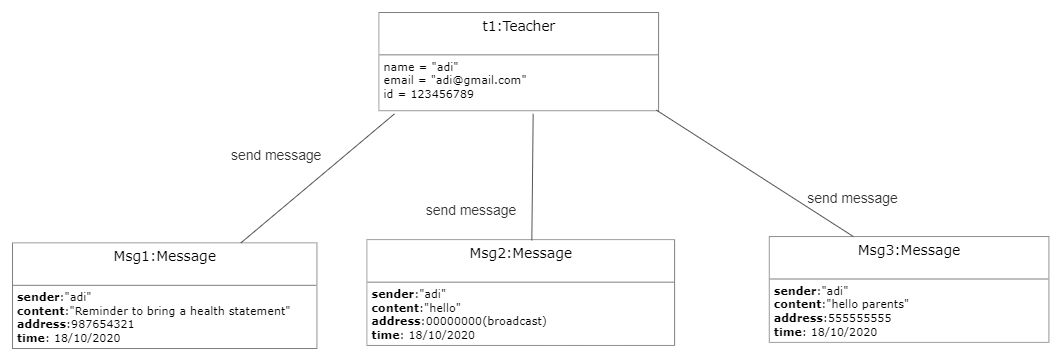 t1:Teacher
name = "adi"
email = "adi@gmail.com"
id = 123456789
send message
send message
send message
Msg1:Message
sender:"adi"
content:"Reminder to bring a health statement"
address:987654321
time: 18/10/2020
Msg2:Message
sender:"adi"
content:"hello"
address:00000000(broadcast)
time: 18/10/2020
Msg3:Message
sender:"adi"
content:"hello parents"
address:555555555
time: 18/10/2020